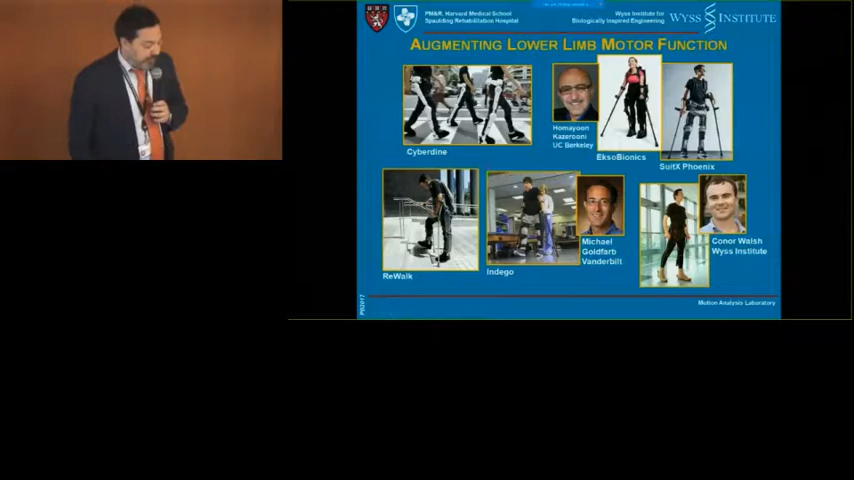 PM&R, Harvard Medical School
Spaulding Rehabilitation Hospital
Wyss Institute for
Biologically Inspired Engineering
WYSS INSTITUTE
AUGMENTING LOWER LIMB MOTOR FUNCTION
Cyberdine
Homayoon
Kazerooni
UC Berkeley
EksoBionics
SuitX Phoenix
ReWalk
Indego
Michael
Goldfarb
Vanderbilt
Conor Walsh
Wyss Institute
Motion Analysis Laboratory